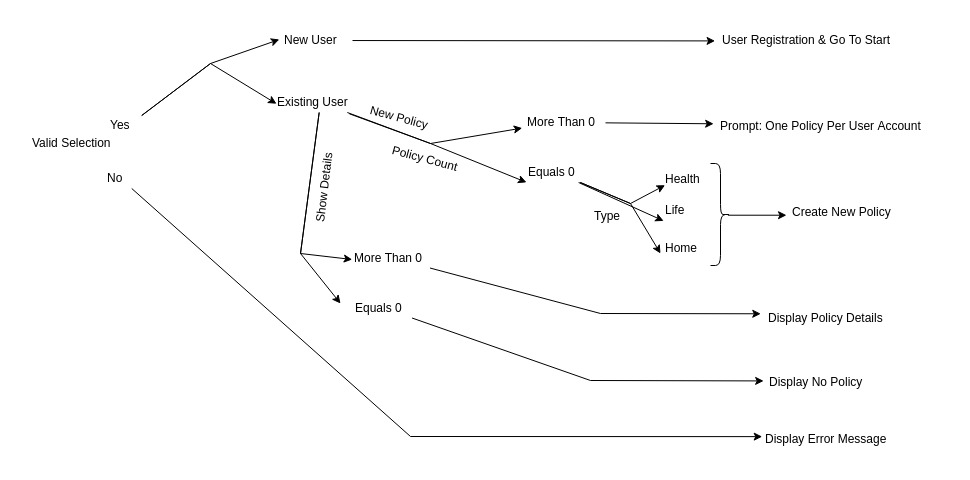 New User
User Registration & Go To Start
Existing User
New Policy
More Than 0
Prompt: One Policy Per User Account
Yes
Valid Selection
Policy Count
Equals 0
Health
No
Show Details
Type
Life
Create New Policy
Home
More Than 0
Equals 0
Display Policy Details
Display No Policy
Display Error Message